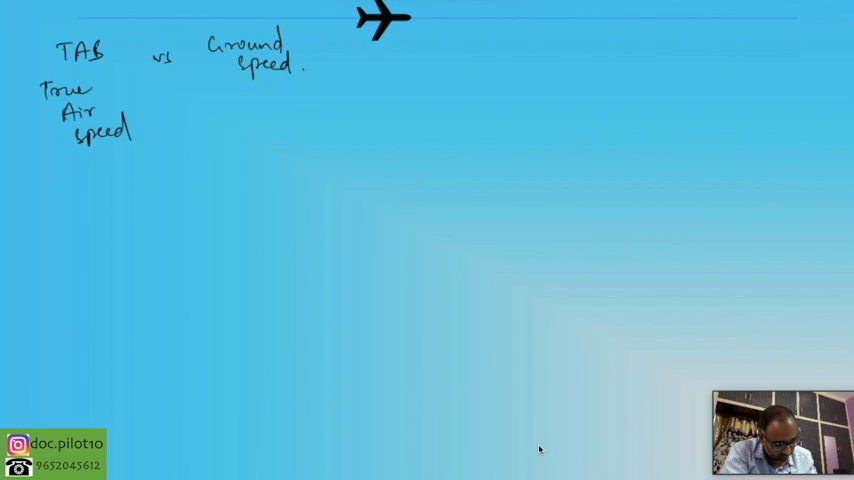 TAS vs Ground
speed.
True
Air
speed
doc.pilot10
9652045612